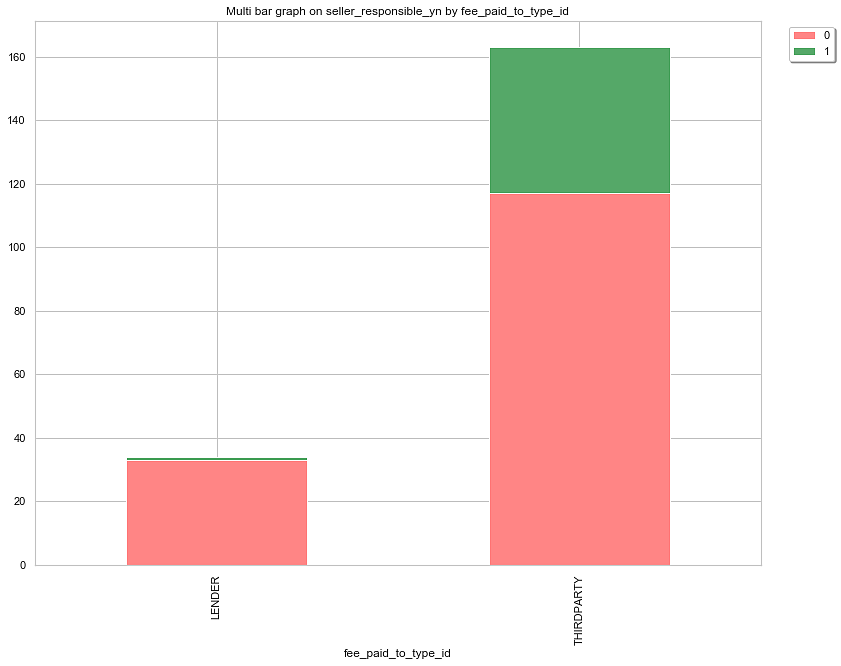 Multi bar graph on seller_responsible_yn by fee_paid_to_type_id
0
1
160
140
120
100
80
60
40
20
0
LENDER
THIRDPARTY
fee_paid_to_type_id